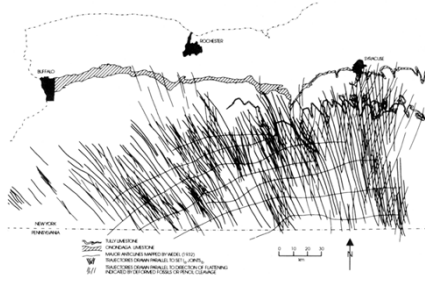 ROCHESTER
SYRACUSE
BUFFALO
NEW YORK
PENNSYLVANIA
TULLY LIMESTONE
ONONDAGA LIMESTONE
MAJOR ANTICLINES MAPPED BY WEDEL (1932)
TRAJECTORIES DRAWN PARALLEL TO SET I JOINTS
TRAJECTORIES DRAWN PARALLEL TO DIRECTION OF FLATTENING
INDICATED BY DEFORMED FOSSILS OR PENCIL CLEAVAGE
0 10 20 30
km
N